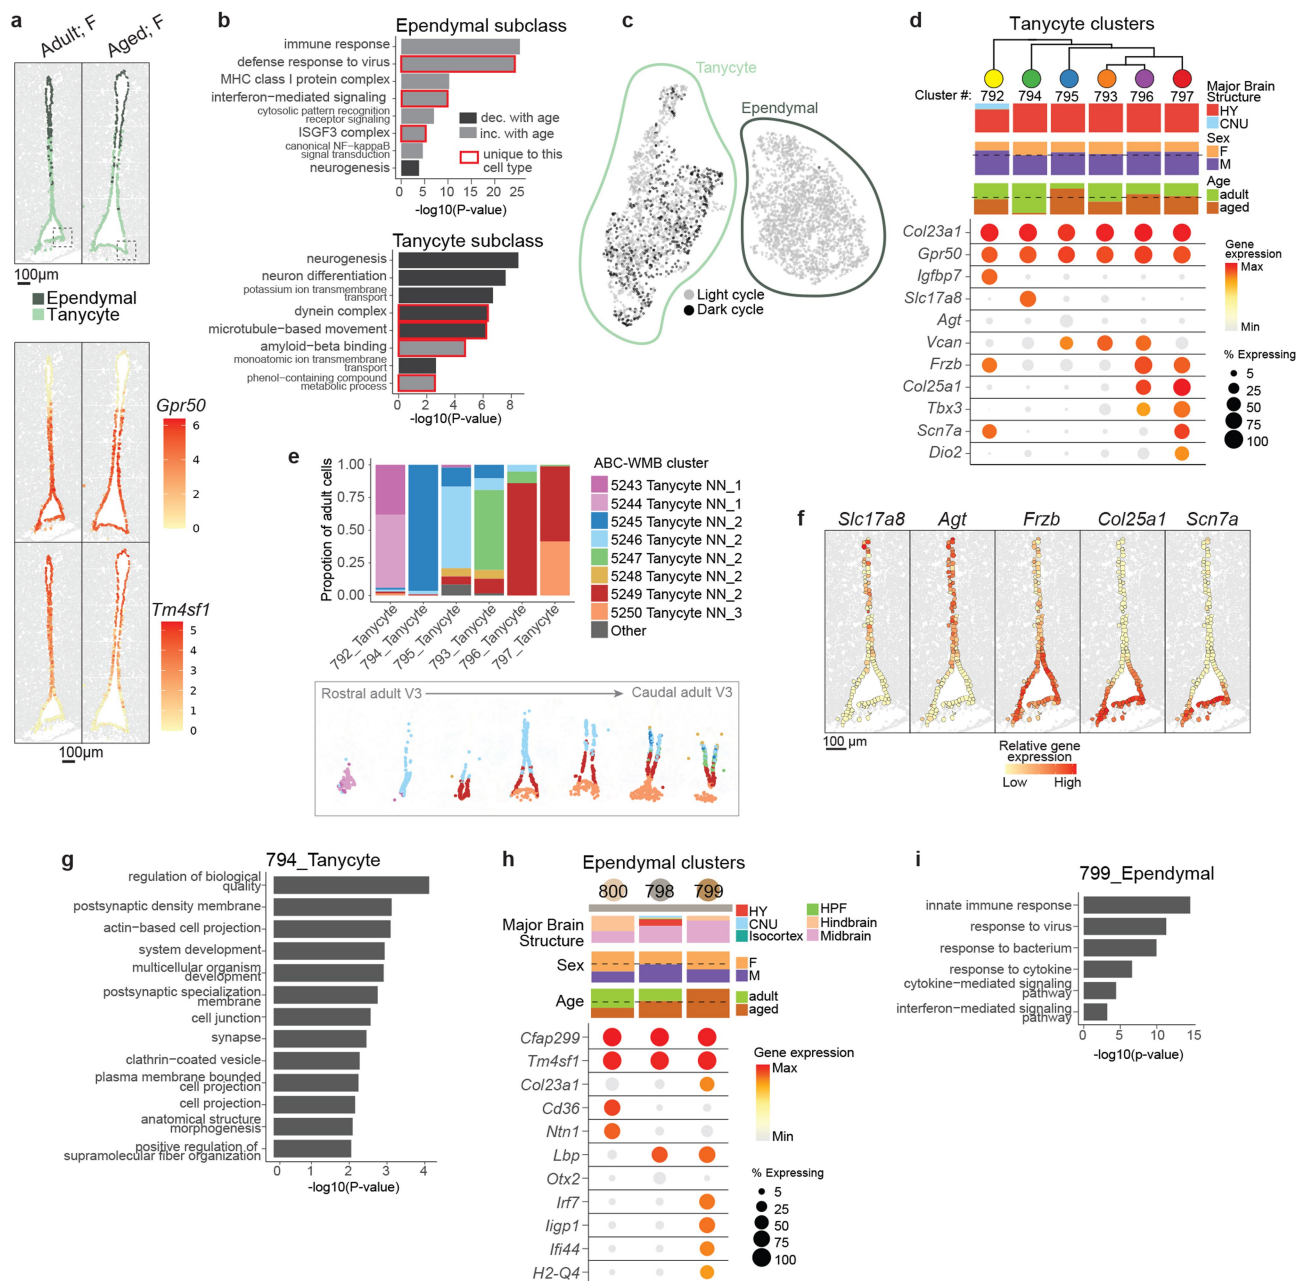 a
Adult; F
Aged; F
100µm
Ependymal
Tanycyte
Gpr50
6
4
2
0
Tm4sf1
5
4
3
2
1
0
100µm
b
Ependymal subclass
immune response
defense response to virus
MHC class I protein complex
interferon-mediated signaling
cytosolic pattern recognition
receptor signaling
ISGF3 complex
canonical NF-kappaB
signal transduction
neurogenesis
dec. with age
inc. with age
unique to this
cell type
0 5 10 15 20 25
-log10(P-value)
Tanycyte subclass
neurogenesis
neuron differentiation
potassium ion transmembrane
transport
dynein complex
microtubule-based movement
amyloid-beta binding
monoatomic ion transmembrane
transport
phenol-containing compound
metabolic process
0 2 4 6 8
-log10(P-value)
c
Tanycyte
Ependymal
Light cycle
Dark cycle
d
Tanycyte clusters
Cluster #: 792 794 795 793 796 797
Major Brain
Structure
HY
CNU
Sex
F
M
Age
adult
aged
Col23a1
Gpr50
Igfbp7
Slc17a8
Agt
Vcan
Frzb
Col25a1
Tbx3
Scn7a
Dio2
Gene
expression
Max
Min
% Expressing
5
25
50
75
100
e
Propotion of adult cells
1.00
0.75
0.50
0.25
0.00
792_Tanycyte
794_Tanycyte
795_Tanycyte
793_Tanycyte
796_Tanycyte
797_Tanycyte
ABC-WMB cluster
5243 Tanycyte NN_1
5244 Tanycyte NN_1
5245 Tanycyte NN_2
5246 Tanycyte NN_2
5247 Tanycyte NN_2
5248 Tanycyte NN_2
5249 Tanycyte NN_2
5250 Tanycyte NN_3
Other
Rostral adult V3
Caudal adult V3
f
Slc17a8 Agt Frzb Col25a1 Scn7a
100 µm
Relative gene
expression
Low High
g
794_Tanycyte
regulation of biological
quality
postsynaptic density membrane
actin-based cell projection
system development
multicellular organism
development
postsynaptic specialization
membrane
cell junction
synapse
clathrin-coated vesicle
plasma membrane bounded
cell projection
cell projection
anatomical structure
morphogenesis
positive regulation of
supramolecular fiber organization
0 1 2 3 4
-log10(P-value)
h
Ependymal clusters
800 798 799
Major Brain
Structure
HY
CNU
Isocortex
HPF
Hindbrain
Midbrain
Sex
F
M
Age
adult
aged
Cfap299
Tm4sf1
Col23a1
Cd36
Ntn1
Lbp
Otx2
Irf7
Iigp1
Ifi44
H2-Q4
Gene expression
Max
Min
% Expressing
5
25
50
75
100
i
799_Ependymal
innate immune response
response to virus
response to bacterium
response to cytokine
cytokine-mediated signaling
pathway
interferon-mediated signaling
pathway
0 5 10 15
-log10(p-value)